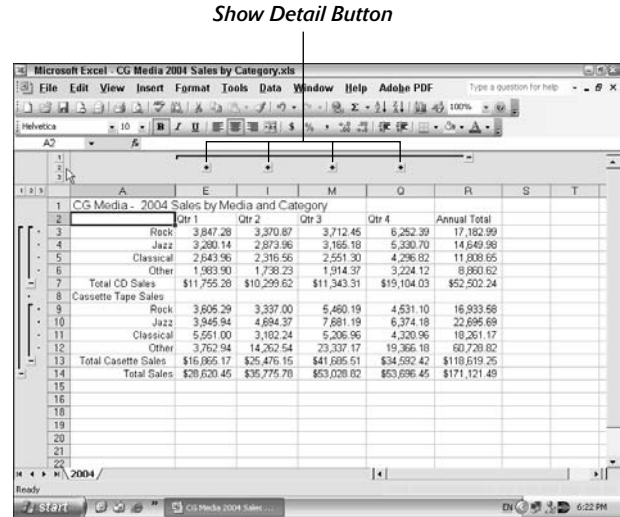 Show Detail Button
Microsoft Excel - CG Media 2004 Sales by Category.xls
File Edit View Insert Format Tools Data Window Help Adobe PDF Type a question for help
100%
Helvetica 10 B I U $ % ,
A2 fx
1
2
3
1 2 3 A E I M Q R S T
1 CG Media - 2004 Sales by Media and Category
2 Qtr 1 Qtr 2 Qtr 3 Qtr 4 Annual Total
3 Rock 3,847.28 3,370.87 3,712.45 6,252.39 17,182.99
4 Jazz 3,280.14 2,873.96 3,165.18 5,330.70 14,649.98
5 Classical 2,643.96 2,316.56 2,551.30 4,296.82 11,808.65
6 Other 1,983.90 1,738.23 1,914.37 3,224.12 8,860.62
7 Total CD Sales $11,755.28 $10,299.62 $11,343.31 $19,104.03 $52,502.24
8 Cassette Tape Sales
9 Rock 3,605.29 3,337.00 5,460.19 4,531.10 16,933.58
10 Jazz 3,945.94 4,694.37 7,681.19 6,374.18 22,695.69
11 Classical 5,551.00 3,182.24 5,206.96 4,320.96 18,261.17
12 Other 3,762.94 14,262.54 23,337.17 19,366.18 60,728.82
13 Total Casette Sales $16,865.17 $25,476.15 $41,685.51 $34,592.42 $118,619.25
14 Total Sales $28,620.45 $35,775.78 $53,028.82 $53,696.45 $171,121.49
15
16
18
19
20
21
22
2004
Ready
start CG Media 2004 Sales ... EN 6:22 PM